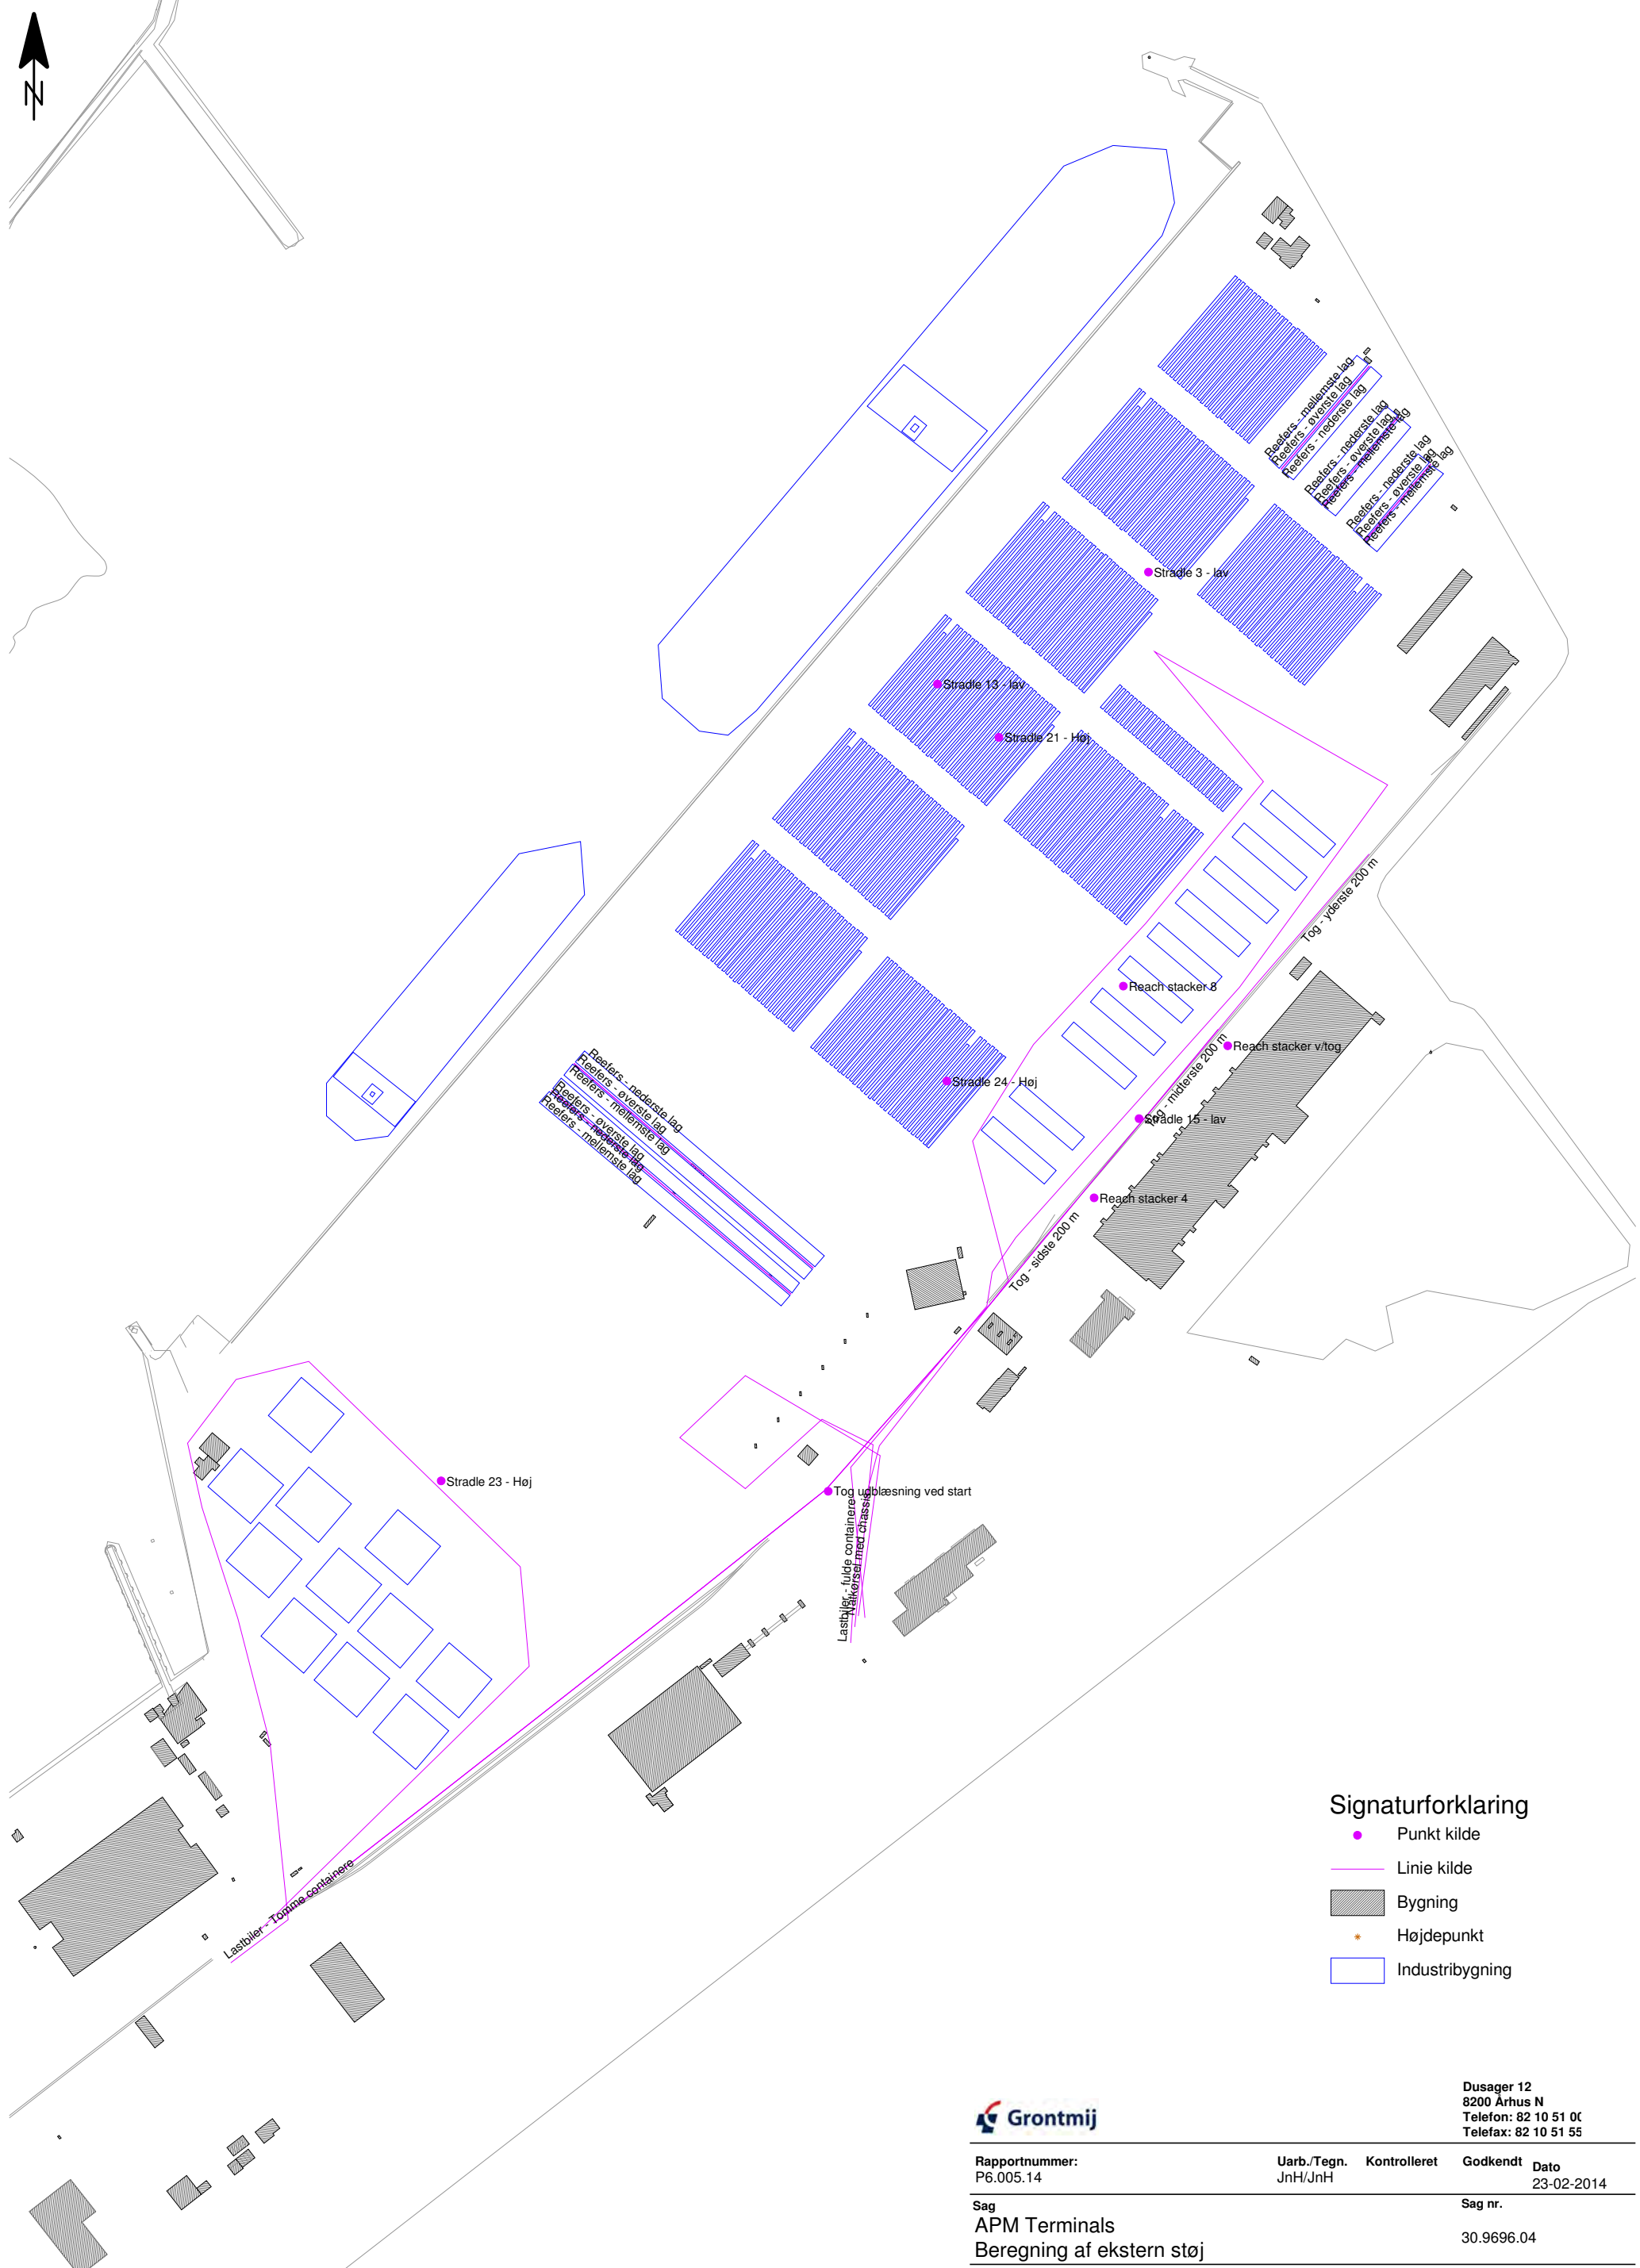 N
Reefers - mellemste lag
Reefers - øverste lag
Reefers - nederste lag
Reefers - nederste lag
Reefers - øverste lag
Reefers - mellemste lag
Reefers - nederste lag
Reefers - øverste lag
Reefers - mellemste lag
Stradle 3 - lav
Stradle 13 - lav
Stradle 21 - Høj
Tog - yderste 200 m
Reach stacker 8
Reach stacker v/tog
Tog - midterste 200 m
Stradle 24 - Høj
Stradle 15 - lav
Reefers - nederste lag
Reefers - øverste lag
Reefers - mellemste lag
Reefers - øverste lag
Reefers - nederste lag
Reefers - mellemste lag
Reach stacker 4
Tog - sidste 200 m
Stradle 23 - Høj
Tog udblæsning ved start
Lastbiler - fulde containere
med chassis
Lastbiler - Tomme containere
Signaturforklaring
Punkt kilde
Linie kilde
Bygning
Højdepunkt
Industribygning
Grontmij
Dusager 12
8200 Århus N
Telefon: 82 10 51 00
Telefax: 82 10 51 55
Rapportnummer: Uarb./Tegn. Kontrolleret Godkendt Dato
P6.005.14 JnH/JnH 23-02-2014
Sag Sag nr.
APM Terminals
30.9696.04
Beregning af ekstern støj